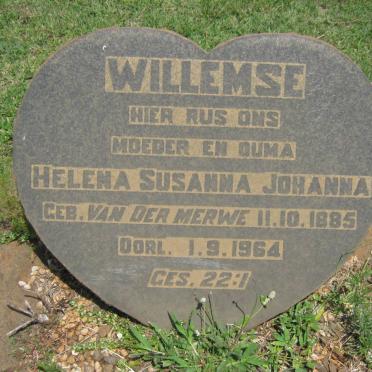 WILLEMSE
HIER RUS ONS
MOEDER EN OUMA
HELENA SUSANNA JOHANNA
GEB. VAN DER MERWE 11.10.1885
OORL. 1.9.1964
GES. 22:1